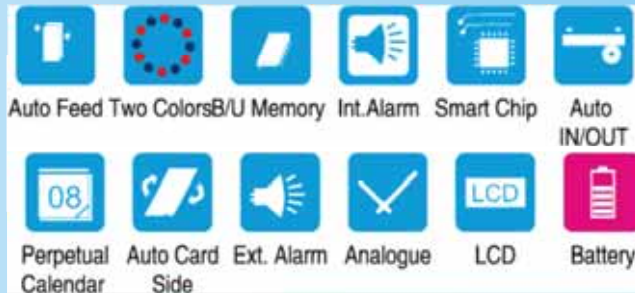 Auto Feed Two ColorsB/U Memory Int.Alarm Smart Chip Auto
IN/OUT
08
LCD
Perpetual Auto Card Ext. Alarm Analogue LCD Battery
Calendar Side